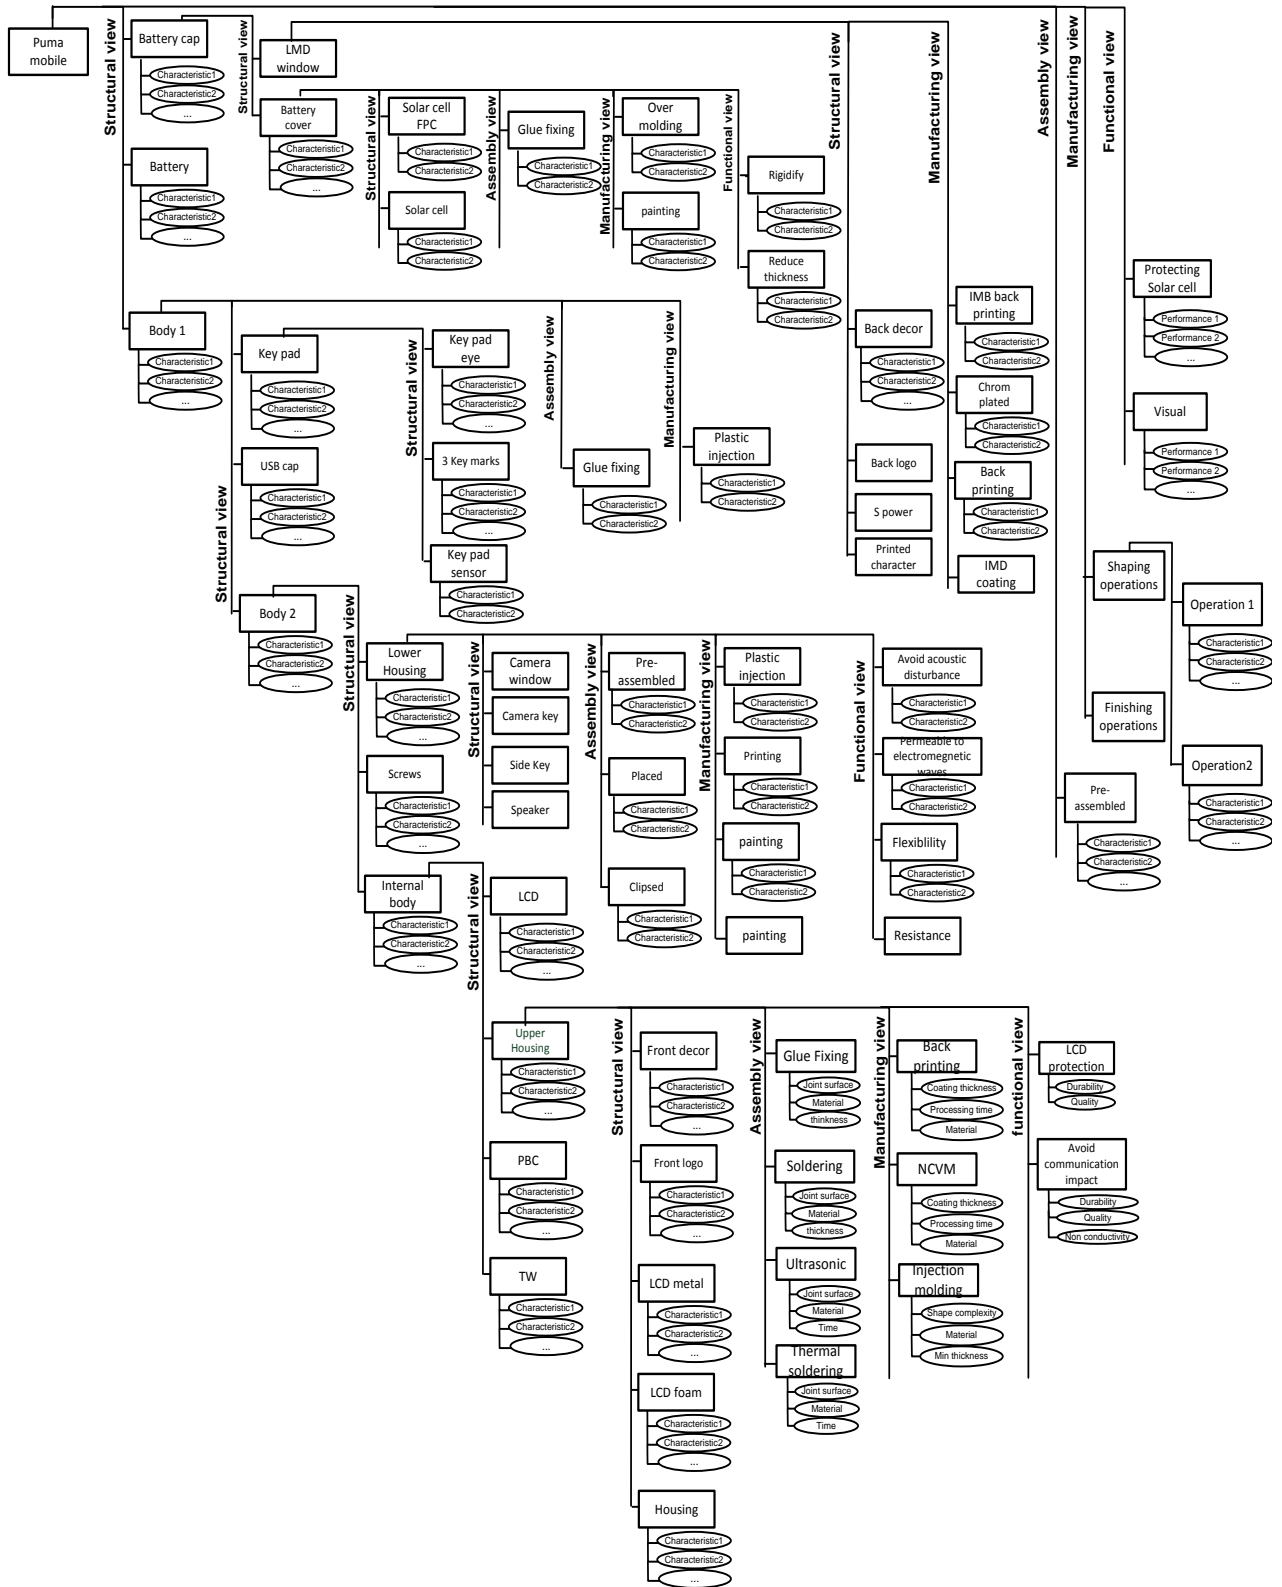 Puma
mobile
Structural view
Battery cap
Characteristic1
Characteristic2
...
Battery
Characteristic1
Characteristic2
...
Body 1
Characteristic1
Characteristic2
...
Structural view
LMD
window
Battery
cover
Characteristic1
Characteristic2
...
Structural view
Solar cell
FPC
Characteristic1
Characteristic2
Solar cell
Characteristic1
Characteristic2
Assembly view
Glue fixing
Characteristic1
Characteristic2
Manufacturing view
Over
molding
Characteristic1
Characteristic2
painting
Characteristic1
Characteristic2
Functional view
Rigidify
Characteristic1
Characteristic2
Reduce
thickness
Characteristic1
Characteristic2
Structural view
Back decor
Characteristic1
Characteristic2
...
Back logo
S power
Printed
character
Manufacturing view
IMB back
printing
Characteristic1
Characteristic2
Chrom
plated
Characteristic1
Characteristic2
Back
printing
Characteristic1
Characteristic2
IMD
coating
Assembly view
Pre-
assembled
Characteristic1
Characteristic2
...
Manufacturing view
Shaping
operations
Operation 1
Characteristic1
Characteristic2
...
Operation2
Characteristic1
Characteristic2
...
Finishing
operations
Functional view
Protecting
Solar cell
Performance 1
Performance 2
...
Visual
Performance 1
Performance 2
...
Structural view
Key pad
Characteristic1
Characteristic2
...
USB cap
Characteristic1
Characteristic2
...
Body 2
Characteristic1
Characteristic2
...
Structural view
Key pad
eye
Characteristic1
Characteristic2
...
3 Key marks
Characteristic1
Characteristic2
...
Key pad
sensor
Characteristic1
Characteristic2
Assembly view
Glue fixing
Characteristic1
Characteristic2
Manufacturing view
Plastic
injection
Characteristic1
Characteristic2
Structural view
Lower
Housing
Characteristic1
Characteristic2
...
Screws
Characteristic1
Characteristic2
...
Internal
body
Characteristic1
Characteristic2
...
Structural view
Camera
window
Camera key
Side Key
Speaker
Assembly view
Pre-
assembled
Characteristic1
Characteristic2
Placed
Characteristic1
Characteristic2
Clipsed
Characteristic1
Characteristic2
Manufacturing view
Plastic
injection
Characteristic1
Characteristic2
Printing
Characteristic1
Characteristic2
painting
Characteristic1
Characteristic2
painting
Functional view
Avoid acoustic
disturbance
Characteristic1
Characteristic2
Permeable to
electromagnetic
waves
Characteristic1
Characteristic2
Flexiblility
Characteristic1
Characteristic2
Resistance
Structural view
LCD
Characteristic1
Characteristic2
...
Upper
Housing
Characteristic1
Characteristic2
...
PBC
Characteristic1
Characteristic2
...
TW
Characteristic1
Characteristic2
...
Structural view
Front decor
Characteristic1
Characteristic2
...
Front logo
Characteristic1
Characteristic2
...
LCD metal
Characteristic1
Characteristic2
...
LCD foam
Characteristic1
Characteristic2
...
Housing
Characteristic1
Characteristic2
...
Assembly view
Glue Fixing
Joint surface
Material
thinkness
Soldering
Joint surface
Material
thickness
Ultrasonic
Joint surface
Material
Time
Thermal
soldering
Joint surface
Material
Time
Manufacturing view
Back
printing
Coating thickness
Processing time
Material
NCVM
Coating thickness
Processing time
Material
Injection
molding
Shape complexity
Material
Min thickness
functional view
LCD
protection
Durability
Quality
Avoid
communication
impact
Durability
Quality
Non conductivity